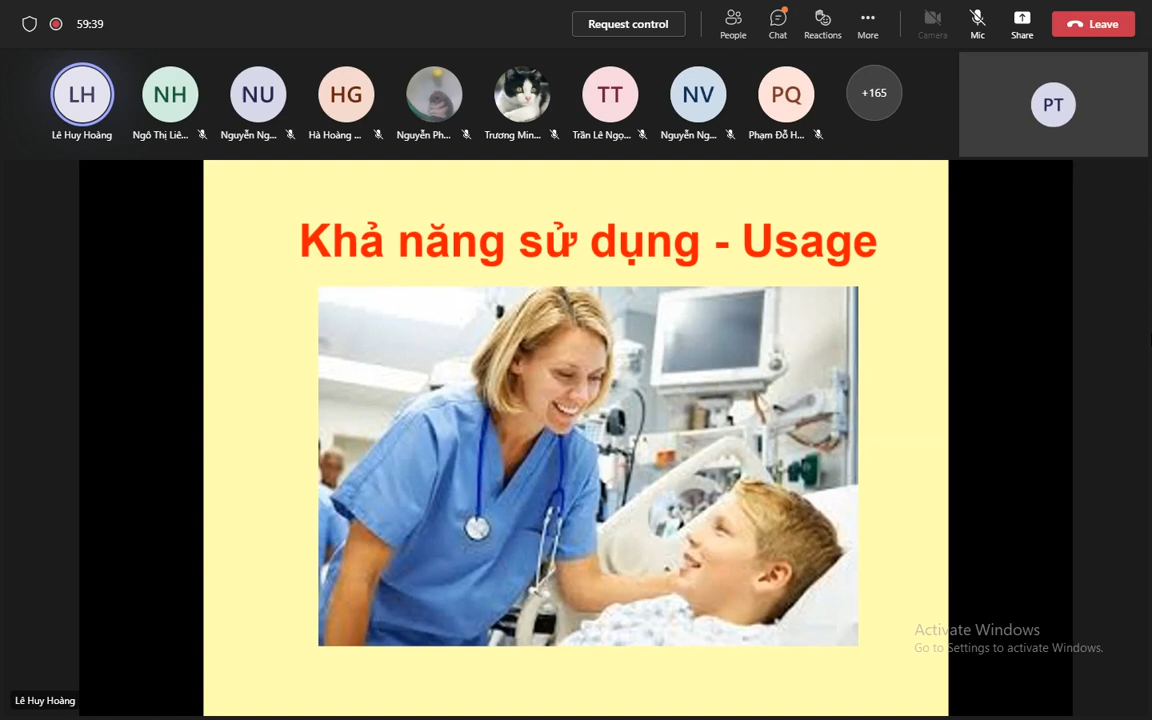 59:39
Request control
People
Chat
Reactions
More
Camera
Mic
Share
Leave
LH
NH
NU
HG
TT
NV
PQ
+165
PT
Lê Huy Hoàng
Ngô Thị Liê...
Nguyễn Ng...
Hà Hoàng ...
Nguyễn Ph...
Trương Min...
Trần Lê Ngọ...
Nguyễn Ng...
Phạm Đỗ H...
Khả năng sử dụng - Usage
Activate Windows
Go to Settings to activate Windows.
Lê Huy Hoàng